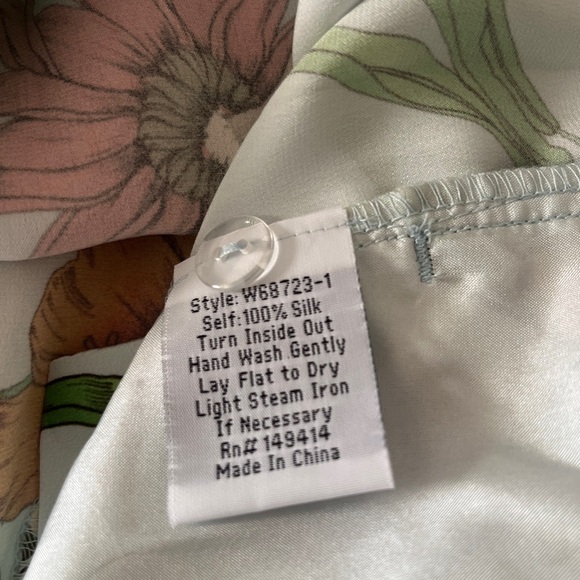 Style: W68723-1
Self:100% Silk
Turn Inside Out
Hand Wash Gently
Lay Flat to Dry
Light Steam Iron
If Necessary
Rn# 149414
Made In China